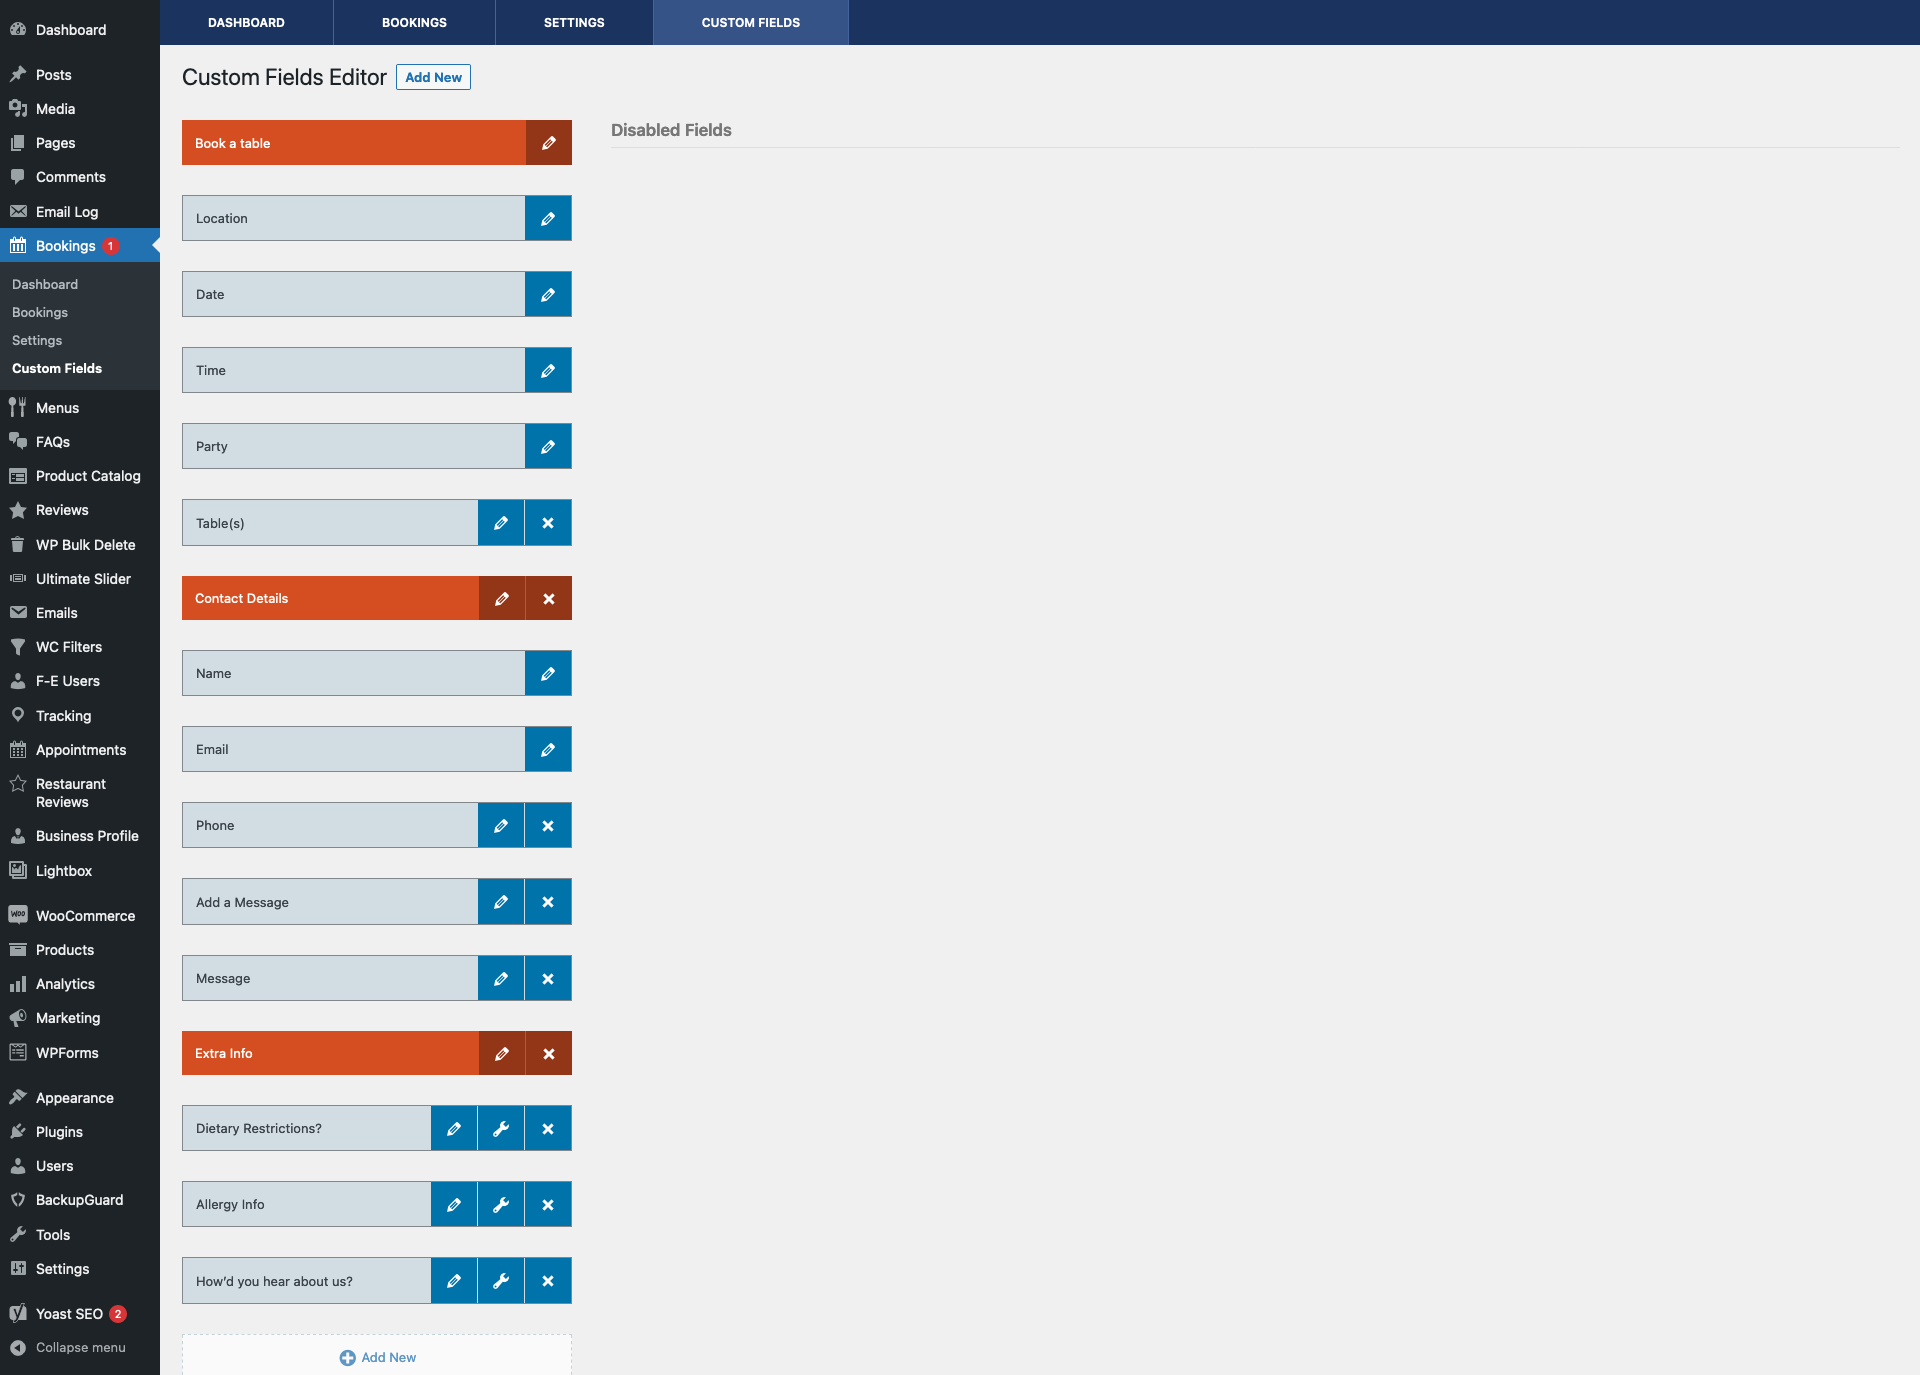 Dashboard
Posts
Media
Pages
Comments
Email Log
Bookings 1
Dashboard
Bookings
Settings
Custom Fields
Menus
FAQs
Product Catalog
Reviews
WP Bulk Delete
Ultimate Slider
Emails
WC Filters
F-E Users
Tracking
Appointments
Restaurant
Reviews
Business Profile
Lightbox
Woo WooCommerce
Products
Analytics
Marketing
WPForms
Appearance
Plugins
Users
BackupGuard
Tools
Settings
Yoast SEO 2
Collapse menu
DASHBOARD
BOOKINGS
SETTINGS
CUSTOM FIELDS
Custom Fields Editor
Add New
Book a table
Location
Date
Time
Party
Table(s)
Contact Details
Name
Email
Phone
Add a Message
Message
Extra Info
Dietary Restrictions?
Allergy Info
How'd you hear about us?
Add New
Disabled Fields